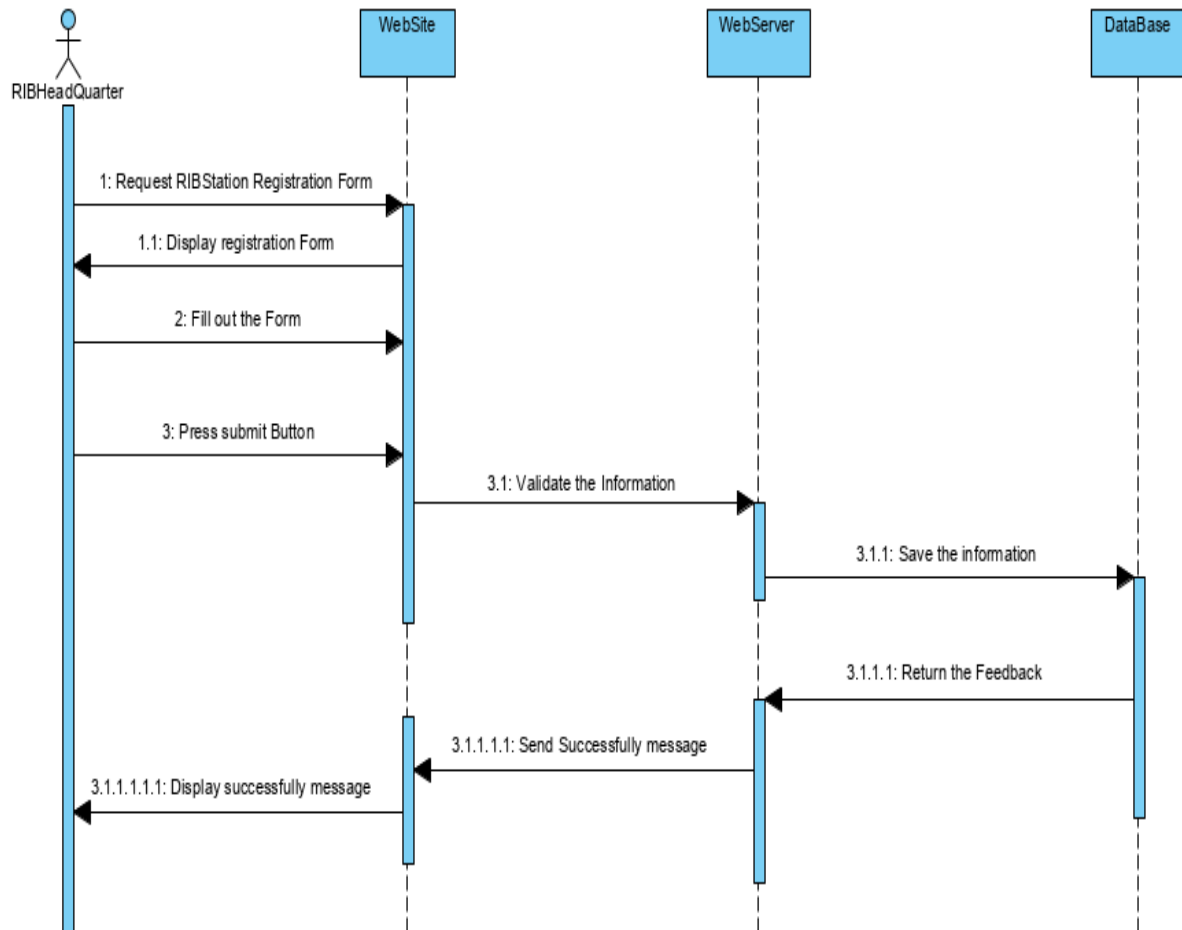 WebSite
WebServer
DataBase
RIBHeadQuarter
1: Request RIBStation Registration Form
1.1: Display registration Form
2: Fill out the Form
3: Press submit Button
3.1: Validate the Information
3.1.1: Save the information
3.1.1.1: Return the Feedback
3.1.1.1.1: Send Successfully message
3.1.1.1.1.1: Display successfully message